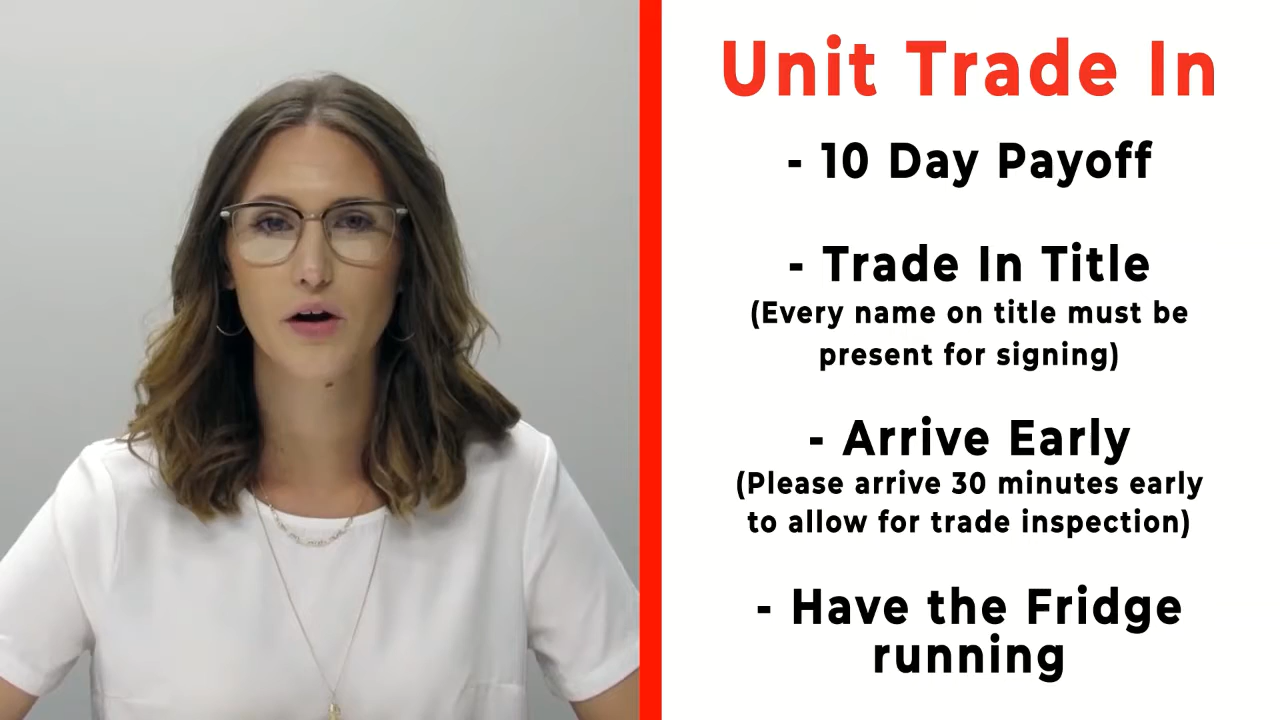 Unit Trade In
- 10 Day Payoff
- Trade In Title
(Every name on title must be
present for signing)
- Arrive Early
(Please arrive 30 minutes early
to allow for trade inspection)
- Have the Fridge
running